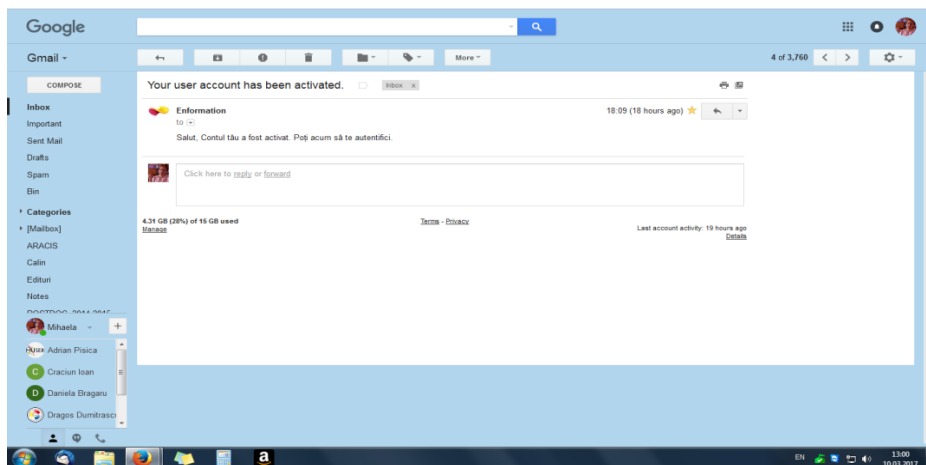 Google
Gmail
More
4 of 3,760
COMPOSE
Your user account has been activated.
Inbox x
Inbox
Important
Sent Mail
Drafts
Spam
Bin
Categories
[Mailbox]
ARACIS
Calin
Edituri
Notes
Enformation
18:09 (18 hours ago)
to
Salut, Contul tău a fost activat. Poți acum să te autentifici.
Click here to reply or forward
4.31 GB (28%) of 15 GB used
Manage
Terms - Privacy
Last account activity: 19 hours ago
Details
Mihaela
Adrian Pisica
C Craciun Ioan
D Daniela Bragaru
Dragos Dumitrasc
a
EN
13:00
10.03.2017